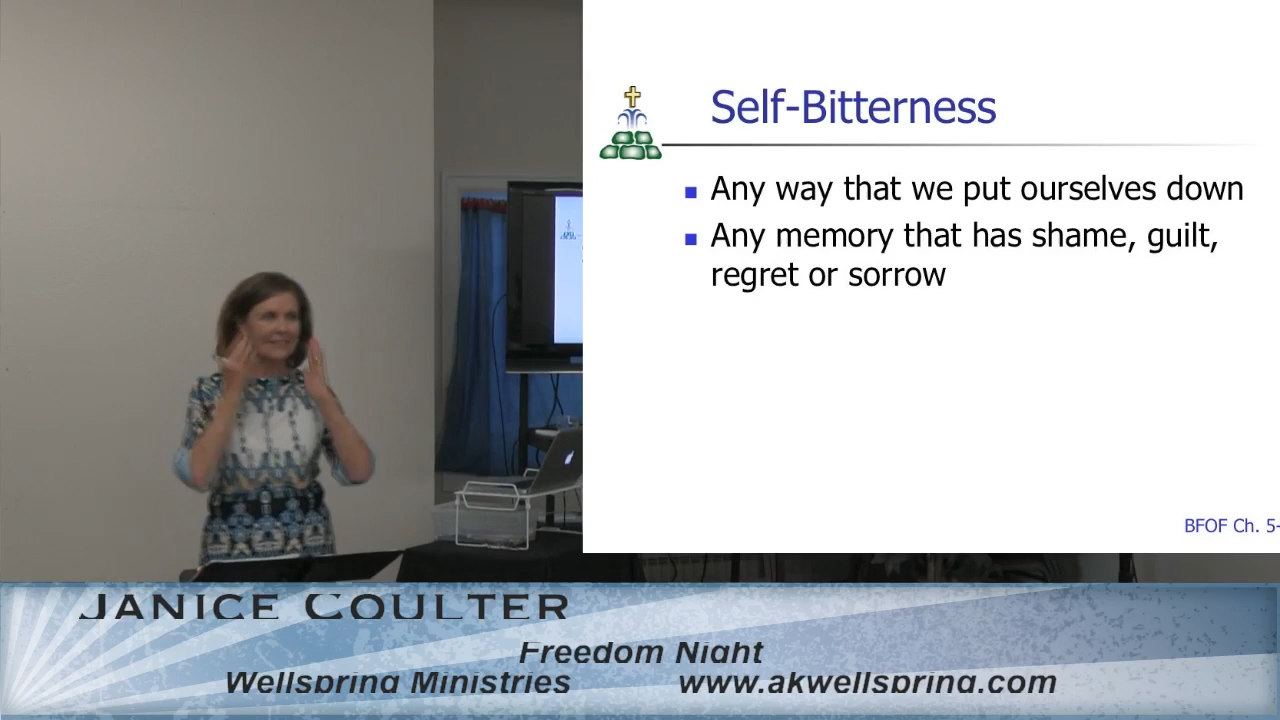 Self-Bitterness
Any way that we put ourselves down
Any memory that has shame, guilt,
regret or sorrow
BFOF Ch. 5-
JANICE COULTER
Freedom Night
Wellspring Ministries www.akwellspring.com